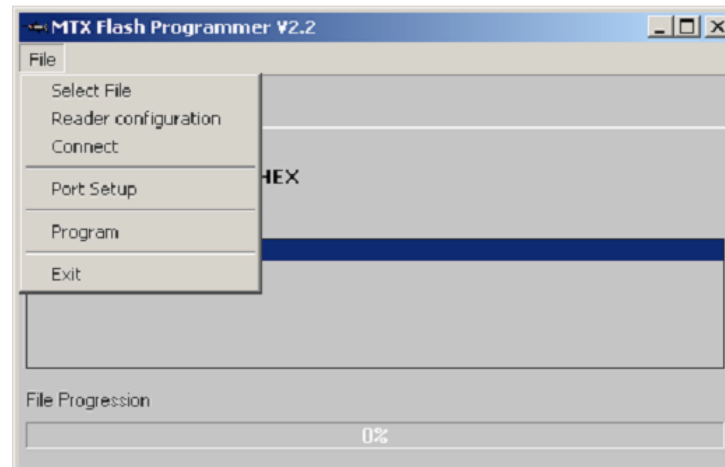 MTX Flash Programmer V2.2
File
Select File
Reader configuration
Connect
HEX
Port Setup
Program
Exit
File Progression
0%